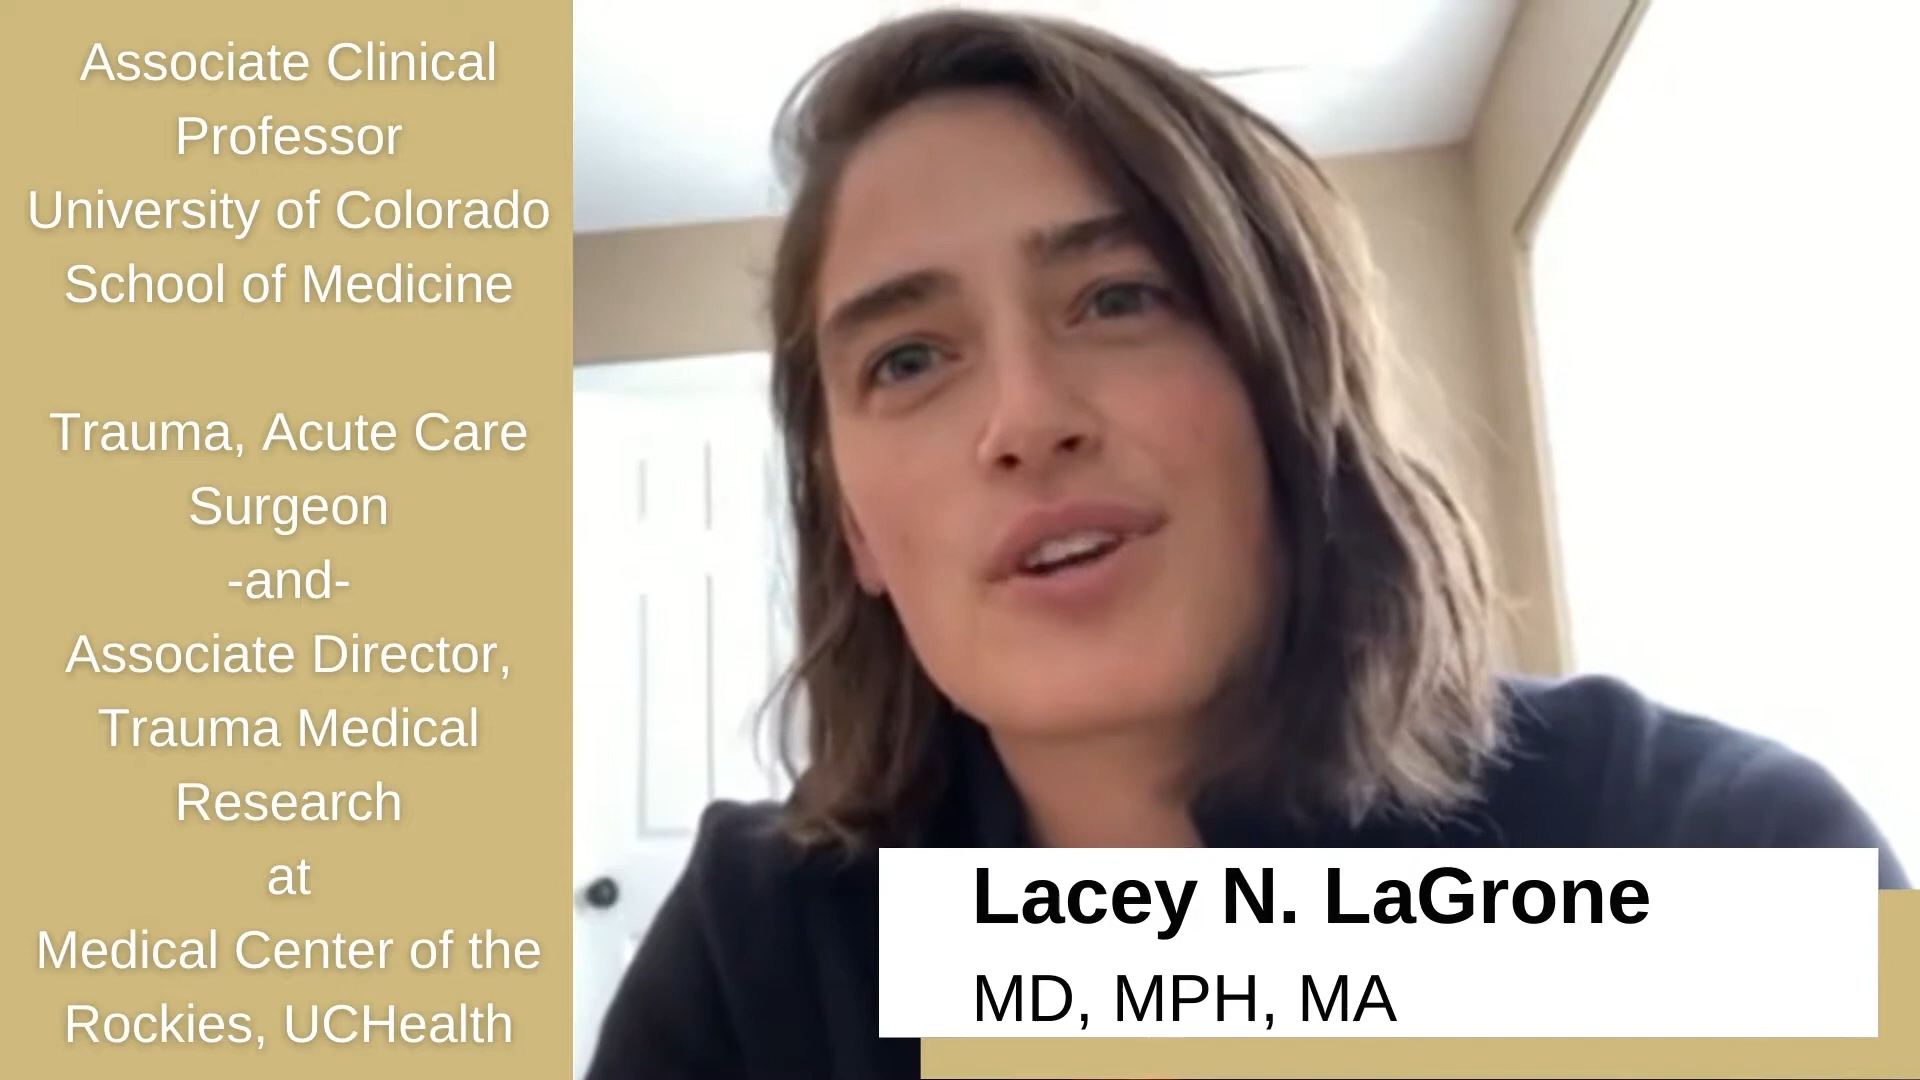 Associate Clinical
Professor
University of Colorado
School of Medicine
Trauma, Acute Care
Surgeon
-and-
Associate Director,
Trauma Medical
Research
at
Medical Center of the
Rockies, UCHealth
Lacey N. LaGrone
MD, MPH, MA